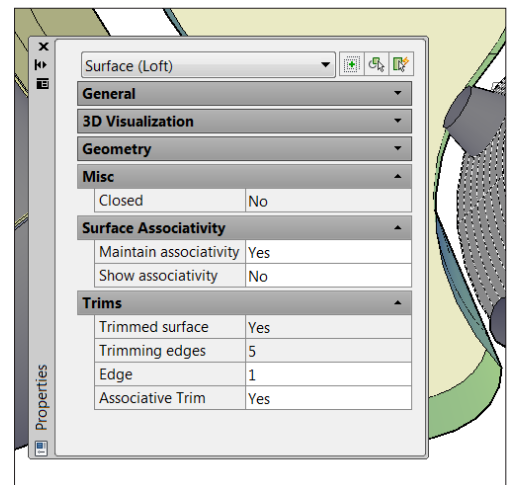 Surface (Loft)
General
3D Visualization
Geometry
Misc
Closed No
Surface Associativity
Maintain associativity Yes
Show associativity No
Trims
Trimmed surface Yes
Trimming edges 5
Edge 1
Associative Trim Yes
Properties